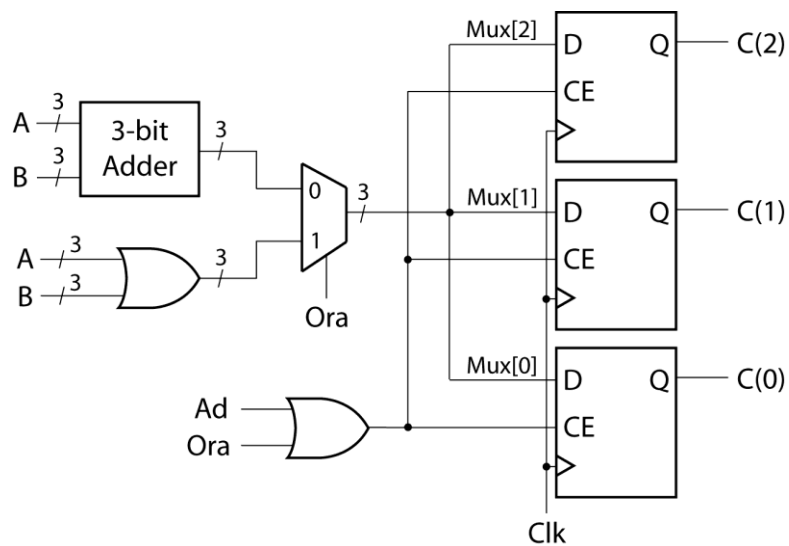 Mux[2]
D
Q
C(2)
CE
A
3
3-bit
Adder
3
B
3
0
1
3
Ora
A
3
B
3
3
Mux[1]
D
Q
C(1)
CE
Mux[0]
D
Q
C(0)
CE
Ad
Ora
Clk